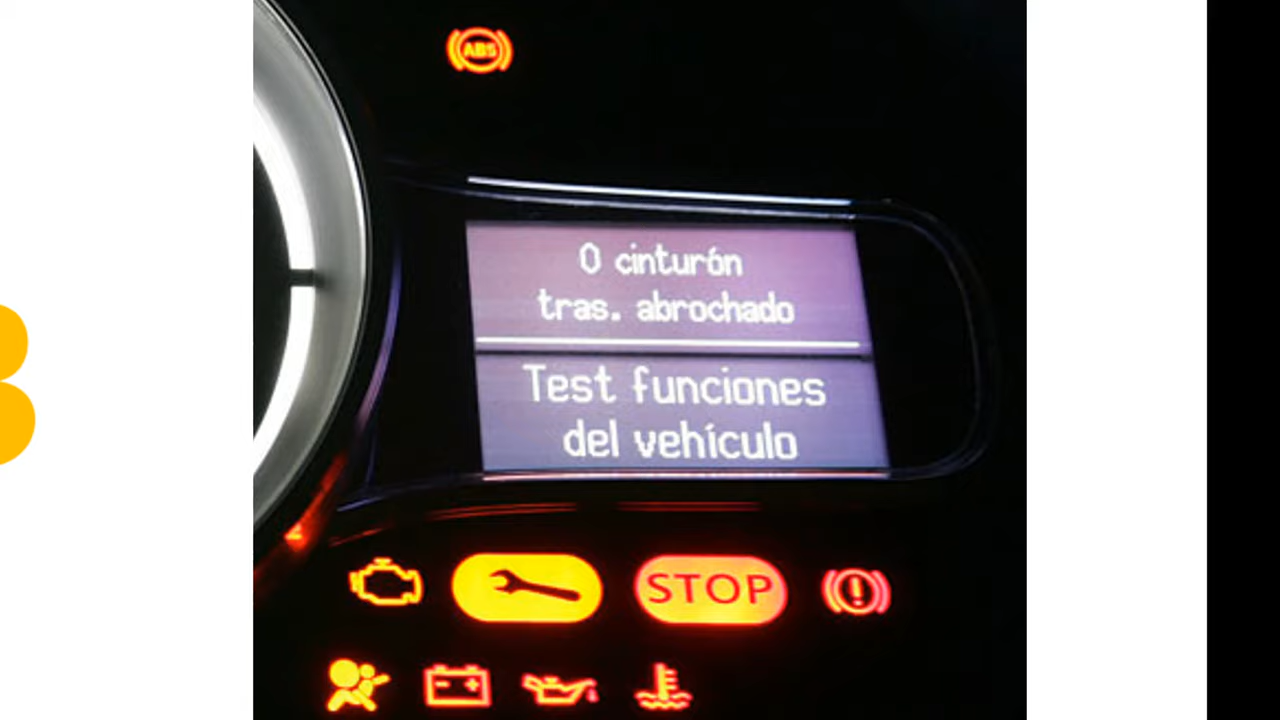 ABS
0 cinturón
tras. abrochado
Test funciones
del vehículo
STOP